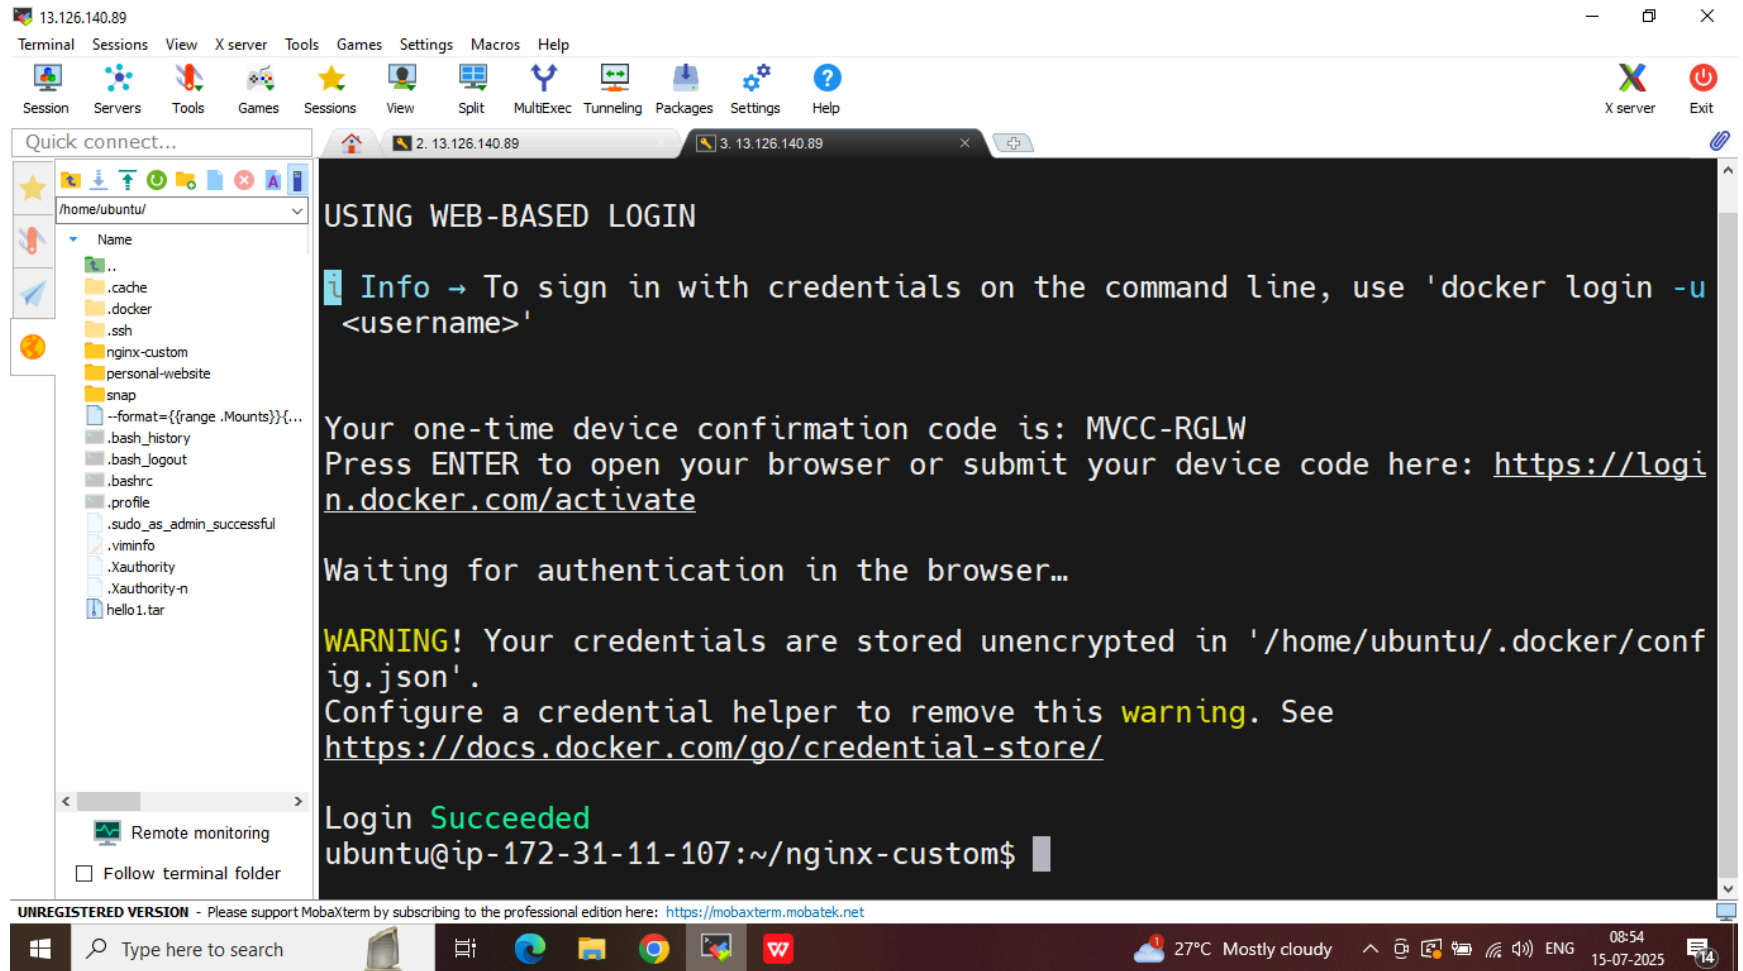 13.126.140.89
Terminal Sessions View X server Tools Games Settings Macros Help
Session Servers Tools Games Sessions View Split MultiExec Tunneling Packages Settings Help X server Exit
Quick connect...
2. 13.126.140.89
3. 13.126.140.89
/home/ubuntu/
Name
..
.cache
.docker
.ssh
nginx-custom
personal-website
snap
--format={{range .Mounts}}{...
.bash_history
.bash_logout
.bashrc
.profile
.sudo_as_admin_successful
.viminfo
.Xauthority
.Xauthority-n
hello1.tar
Remote monitoring
Follow terminal folder
USING WEB-BASED LOGIN
i Info → To sign in with credentials on the command line, use 'docker login -u
<username>'
Your one-time device confirmation code is: MVCC-RGLW
Press ENTER to open your browser or submit your device code here: https://logi
n.docker.com/activate
Waiting for authentication in the browser…
WARNING! Your credentials are stored unencrypted in '/home/ubuntu/.docker/conf
ig.json'.
Configure a credential helper to remove this warning. See
https://docs.docker.com/go/credential-store/
Login Succeeded
ubuntu@ip-172-31-11-107:~/nginx-custom$
UNREGISTERED VERSION - Please support MobaXterm by subscribing to the professional edition here: https://mobaxterm.mobatek.net
Type here to search
1
27°C Mostly cloudy
ENG
08:54
15-07-2025
14